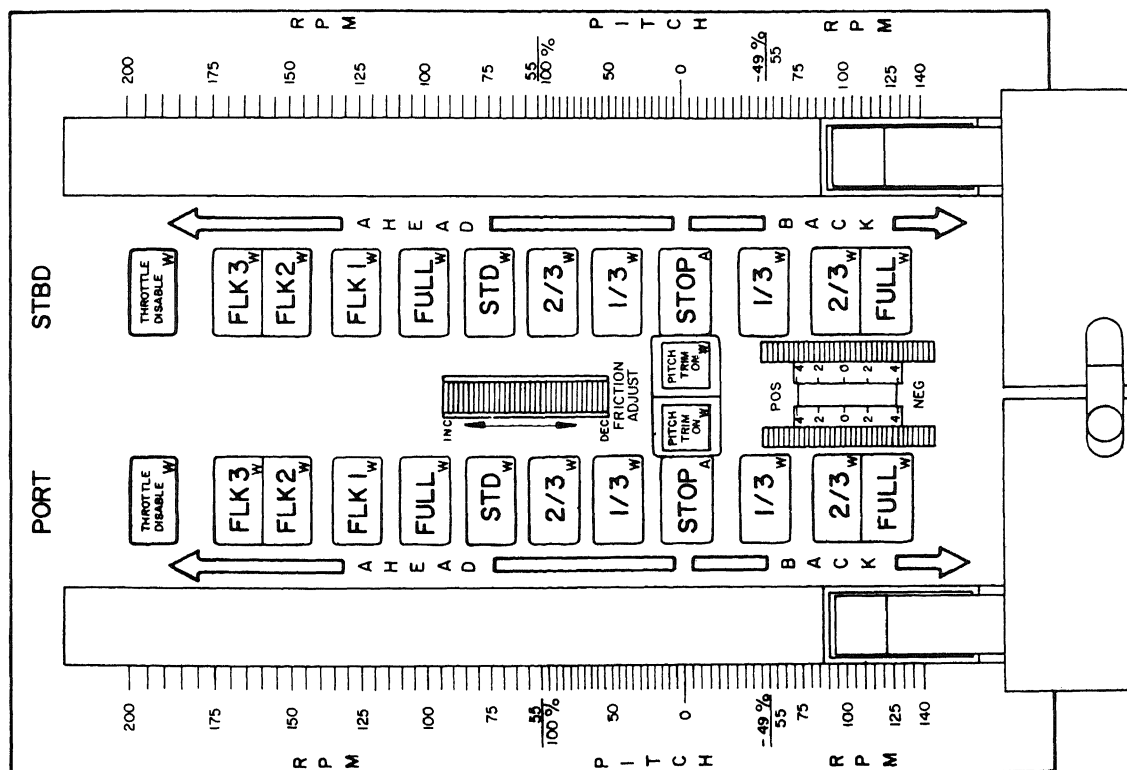 PORT STBD
200 THROTTLE DISABLE W THROTTLE DISABLE W 200
175 FLK3 W FLK3 W 175
RPM 150 FLK2 W FLK2 W 150 RPM
125 AHEAD FLK1 W FLK1 W AHEAD 125
100 FULL W INC FULL W 100
75 STD W STD W 75
55 55
100% 2/3 W 2/3 W 100%
50 1/3 W DEC 1/3 W 50
FRICTION
ADJUST
PITCH 0 STOP A PITCH TRIM ON W PITCH TRIM ON W STOP A 0 PITCH
-49% -49%
55 1/3 W POS 1/3 W 55
75 BACK 4 4 BACK 75
2 2
RPM 100 2/3 W 0 0 2/3 W 100 RPM
2 2
125 FULL W 4 4 FULL W 125
140 NEG 140